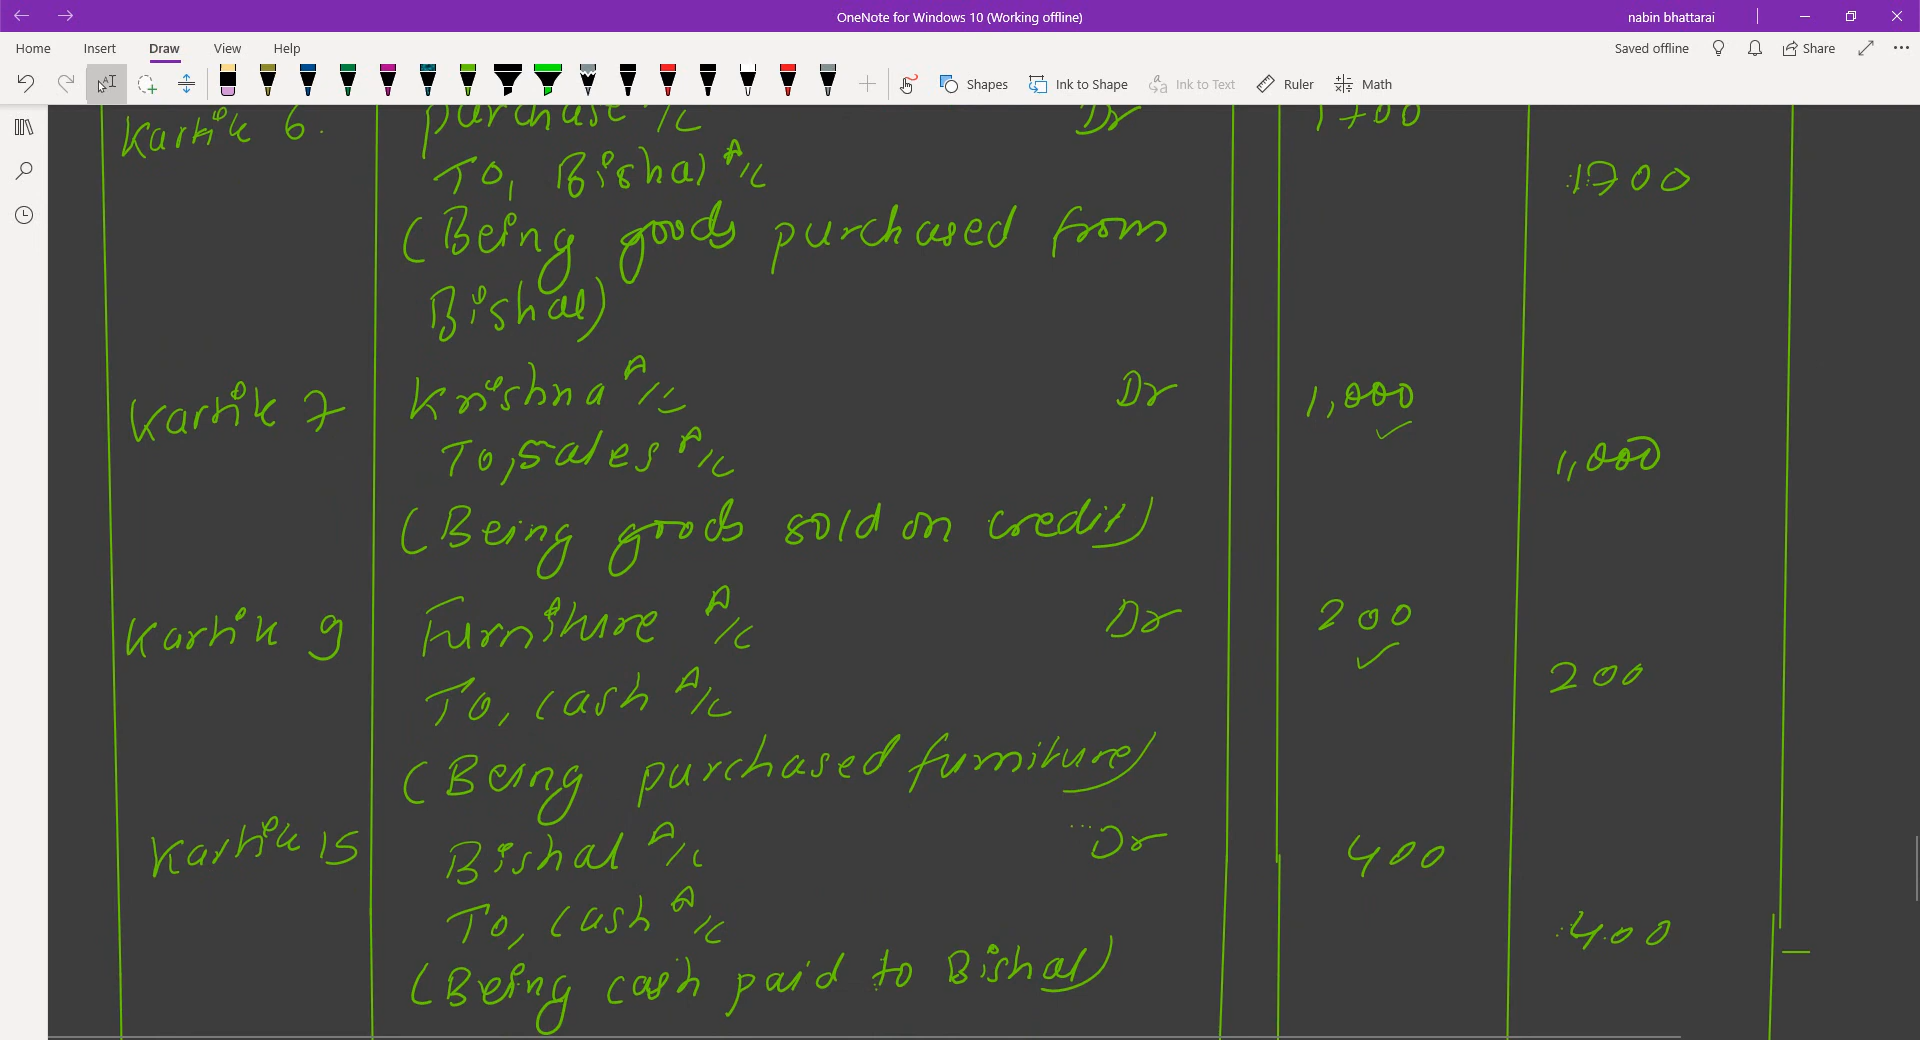 OneNote for Windows 10 (Working offline)
nabin bhattarai
Home Insert Draw View Help
Saved offline Share
Shapes Ink to Shape Ink to Text Ruler Math
Kartik 6. purchase A/C Dr 1700
To, Bishal A/C 1700
(Being goods purchased from
Bishal)
Kartik 7 Krishna A/C Dr 1,000
To, Sales A/C 1,000
(Being goods sold on credit)
Kartik 9 Furniture A/C Dr 200
To, cash A/C 200
(Being purchased furniture)
Kartik 15 Bishal A/C Dr 400
To, cash A/C 400
(Being cash paid to Bishal)